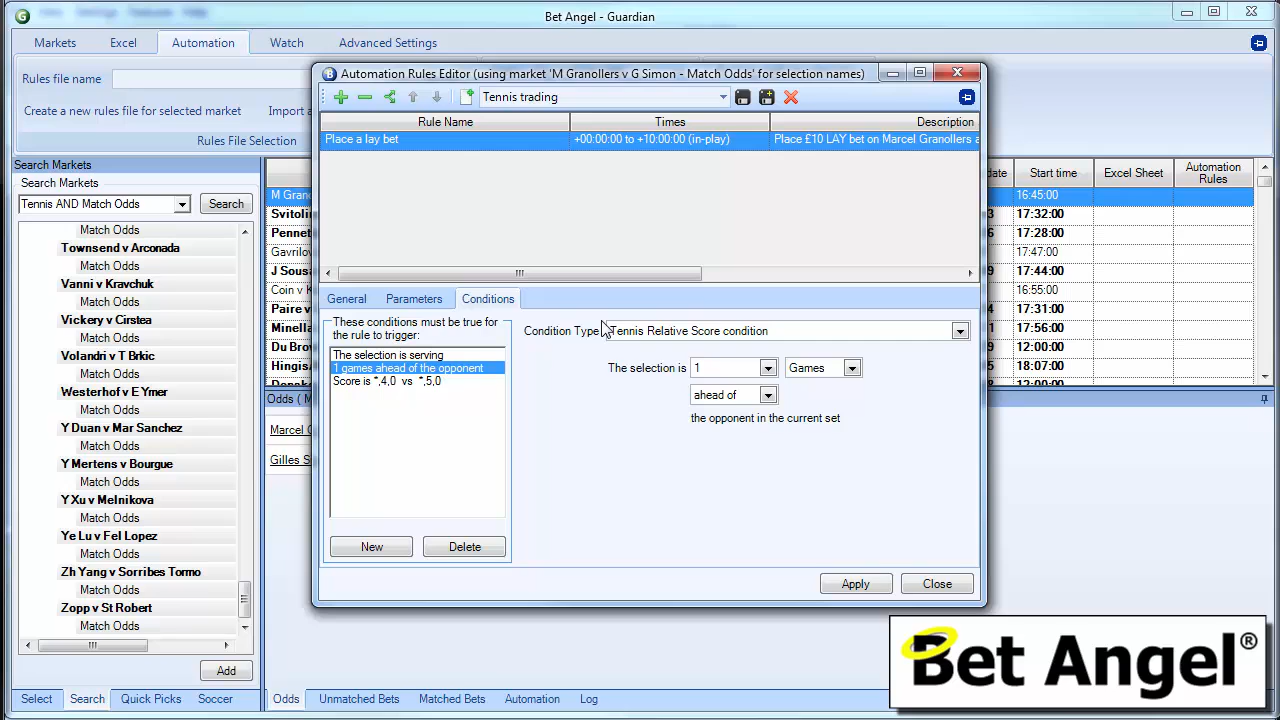 Bet Angel - Guardian
Markets Excel Automation Watch Advanced Settings
Rules file name
Create a new rules file for selected market Import a
Rules File Selection
Search Markets
Search Markets
Tennis AND Match Odds Search
Match Odds
Townsend v Arconada
Match Odds
Vanni v Kravchuk
Match Odds
Vickery v Cirstea
Match Odds
Volandri v T Brkic
Match Odds
Westerhof v E Ymer
Match Odds
Y Duan v Mar Sanchez
Match Odds
Y Mertens v Bourgue
Match Odds
Y Xu v Melnikova
Match Odds
Ye Lu v Fel Lopez
Match Odds
Zh Yang v Sorribes Tormo
Match Odds
Zopp v St Robert
Match Odds
Add
Select Search Quick Picks Soccer
Automation Rules Editor (using market 'M Granollers v G Simon - Match Odds' for selection names)
Tennis trading
Rule Name Times Description
Place a lay bet +00:00:00 to +10:00:00 (in-play) Place £10 LAY bet on Marcel Granollers a
General Parameters Conditions
These conditions must be true for
the rule to trigger:
The selection is serving
1 games ahead of the opponent
Score is *,4,0 vs *,5,0
New Delete
Condition Type Tennis Relative Score condition
The selection is 1 Games
ahead of
the opponent in the current set
Apply Close
date Start time Excel Sheet Automation
Rules
M Grano 16:45:00
Svitolin 3 17:32:00
Pennet 6 17:28:00
Gavrilov 17:47:00
J Sousa 9 17:44:00
Coin v K 16:55:00
Paire v 4 17:31:00
Minella 17:56:00
Du Brow 9 12:00:00
Hingis 18:07:00
12:00:00
Odds ( M
Marcel G
Gilles S
Odds Unmatched Bets Matched Bets Automation Log
Bet Angel®